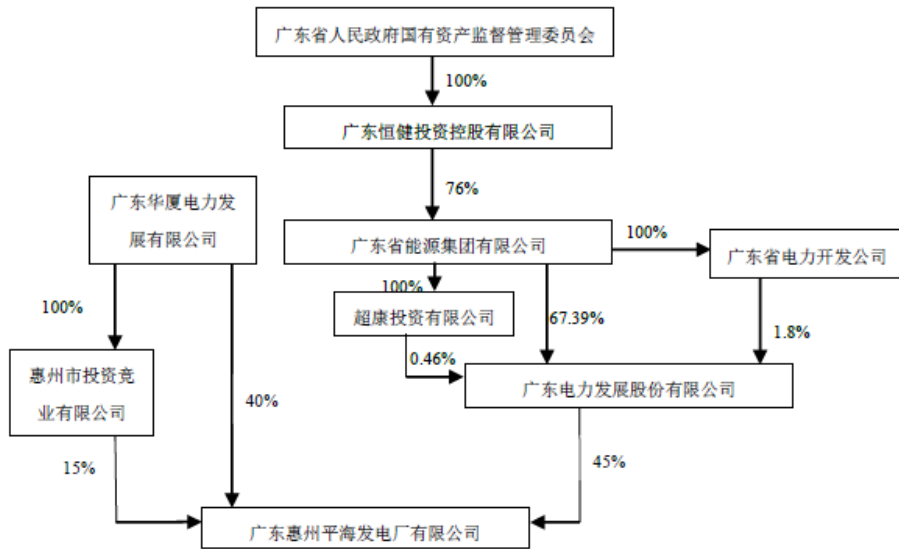 广东省人民政府国有资产监督管理委员会
100%
广东恒健投资控股有限公司
76%
广东华厦电力发
展有限公司
广东省能源集团有限公司
100%
广东省电力开发公司
100%
超康投资有限公司
100%
67.39%
1.8%
0.46%
惠州市投资竞
业有限公司
40%
广东电力发展股份有限公司
15%
45%
广东惠州平海发电厂有限公司